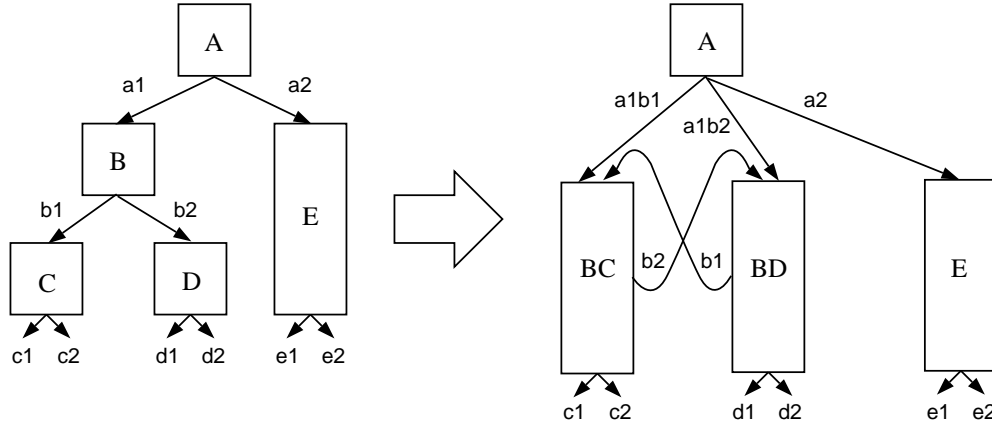 A
a1 a2
B
b1 b2
E
C D
c1 c2 d1 d2 e1 e2
A
a1b1 a1b2 a2
BC b2 b1 BD E
c1 c2 d1 d2 e1 e2